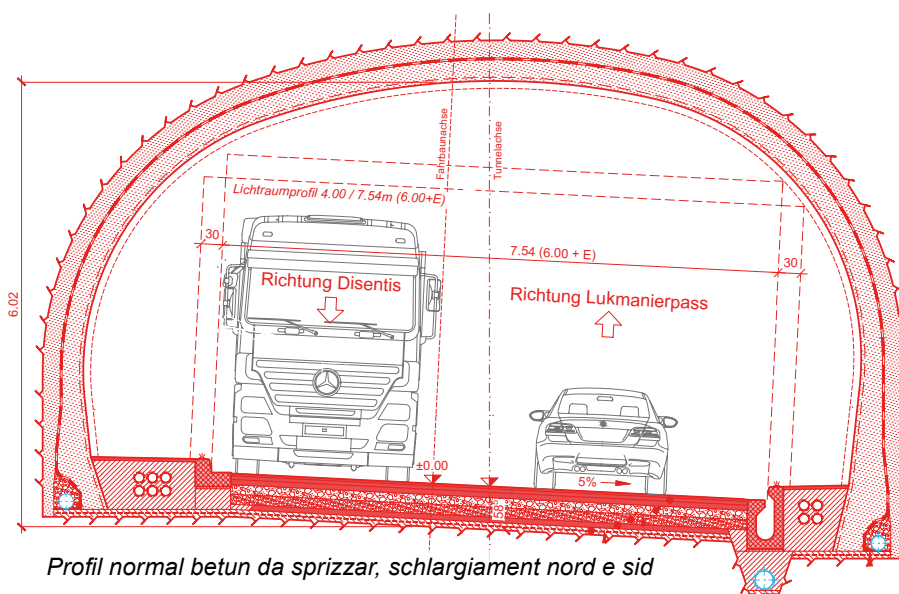 Fahrbaunachse
Tunnelachse
Lichtraumprofil 4.00 / 7.54m (6.00+E)
30
7.54 (6.00 + E)
30
Richtung Disentis
Richtung Lukmanierpass
6.02
±0.00
5%
58°
Profil normal betun da sprizzar, schlargiament nord e sid